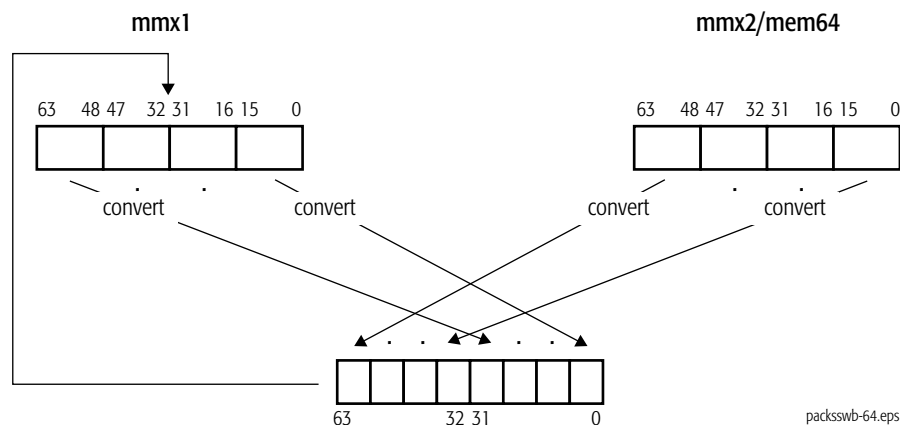 mmx1 mmx2/mem64
63 48 47 32 31 16 15 0 63 48 47 32 31 16 15 0
. . . .
convert convert convert convert
. . . . . .
63 32 31 0
packsswb-64.eps